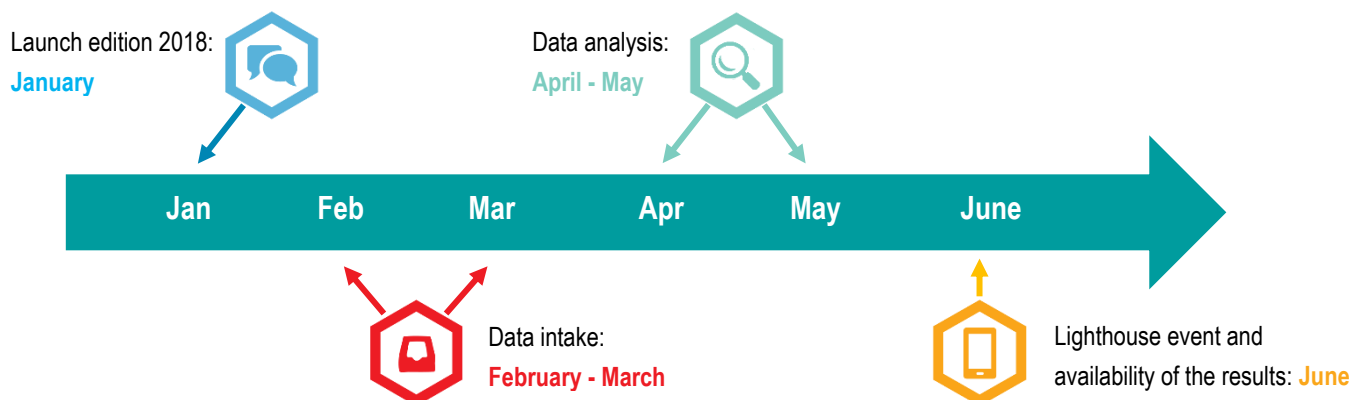 Launch edition 2018:
January
Data analysis:
April - May
Jan Feb Mar Apr May June
Data intake:
February - March
Lighthouse event and
availability of the results: June